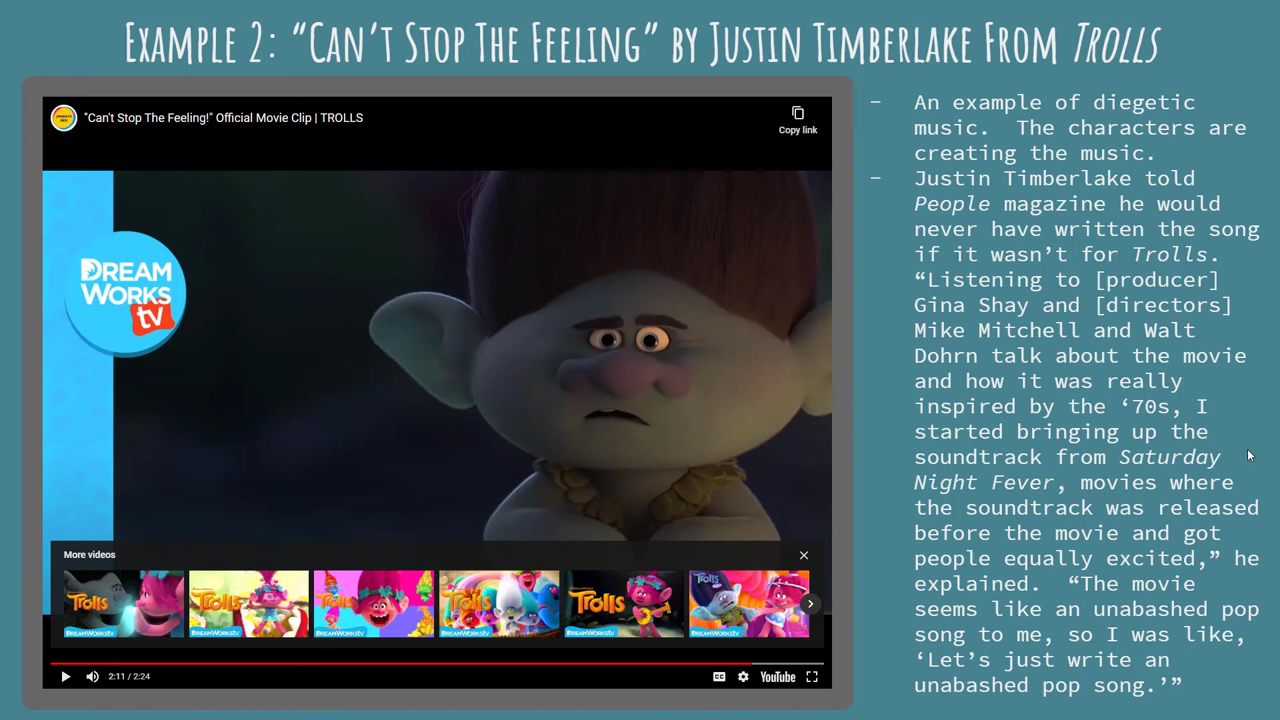 Example 2: “Can’t Stop The Feeling” by Justin Timberlake From Trolls
"Can't Stop The Feeling!" Official Movie Clip | TROLLS
Copy link
DREAM
WORKS
tv
More videos
Trolls
Trolls
Trolls
Trolls
Trolls
Trolls
DREAMWORKStv
DREAMWORKStv
DREAMWORKStv
DREAMWORKStv
DREAMWORKStv
DREAMWORKStv
2:11 / 2:24
CC
YouTube
- An example of diegetic
music. The characters are
creating the music.
- Justin Timberlake told
People magazine he would
never have written the song
if it wasn’t for Trolls.
“Listening to [producer]
Gina Shay and [directors]
Mike Mitchell and Walt
Dohrn talk about the movie
and how it was really
inspired by the ‘70s, I
started bringing up the
soundtrack from Saturday
Night Fever, movies where
the soundtrack was released
before the movie and got
people equally excited,” he
explained. “The movie
seems like an unabashed pop
song to me, so I was like,
‘Let’s just write an
unabashed pop song.’”